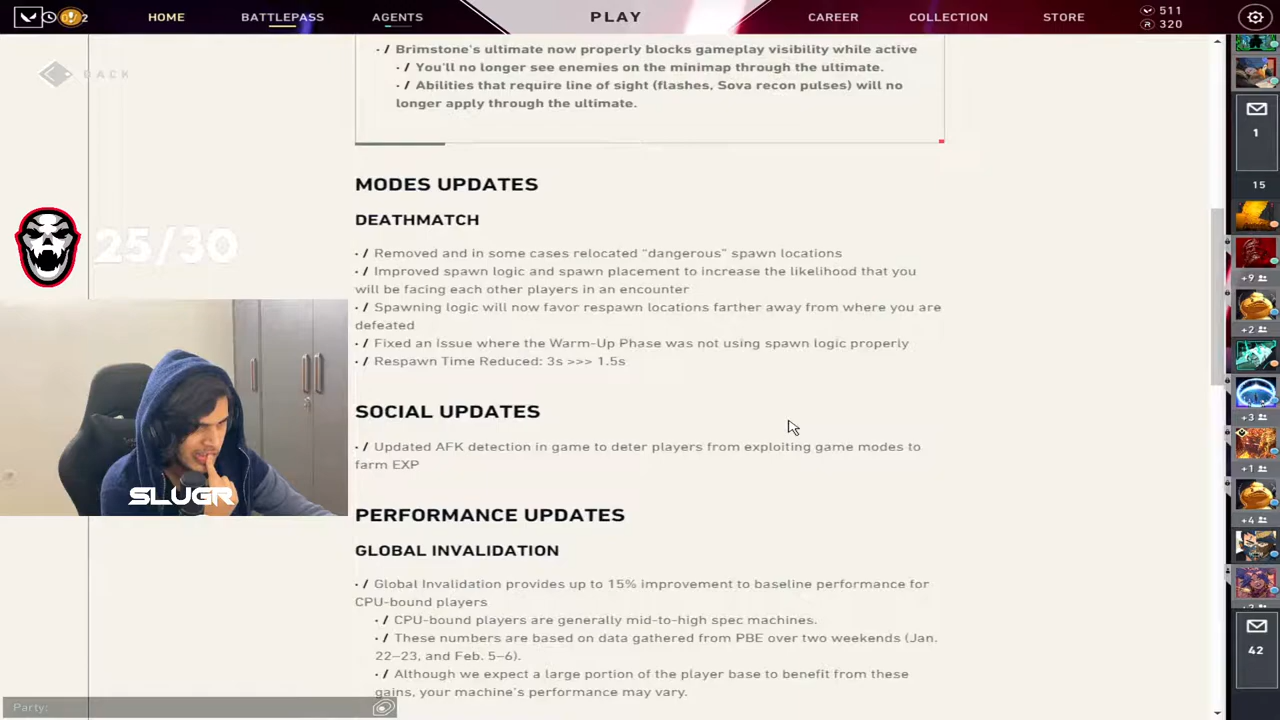 HOME
BATTLEPASS
AGENTS
PLAY
CAREER
COLLECTION
STORE
511
320
BACK
· / Brimstone's ultimate now properly blocks gameplay visibility while active
· / You'll no longer see enemies on the minimap through the ultimate.
· / Abilities that require line of sight (flashes, Sova recon pulses) will no
longer apply through the ultimate.
MODES UPDATES
DEATHMATCH
· / Removed and in some cases relocated "dangerous" spawn locations
· / Improved spawn logic and spawn placement to increase the likelihood that you
will be facing each other players in an encounter
· / Spawning logic will now favor respawn locations farther away from where you are
defeated
· / Fixed an issue where the Warm-Up Phase was not using spawn logic properly
· / Respawn Time Reduced: 3s >>> 1.5s
SOCIAL UPDATES
· / Updated AFK detection in game to deter players from exploiting game modes to
farm EXP
PERFORMANCE UPDATES
GLOBAL INVALIDATION
· / Global Invalidation provides up to 15% improvement to baseline performance for
CPU-bound players
· / CPU-bound players are generally mid-to-high spec machines.
· / These numbers are based on data gathered from PBE over two weekends (Jan.
22–23, and Feb. 5–6).
· / Although we expect a large portion of the player base to benefit from these
gains, your machine's performance may vary.
25/30
SLUGR
Party:
1
15
+9
+2
+3
+1
+4
42